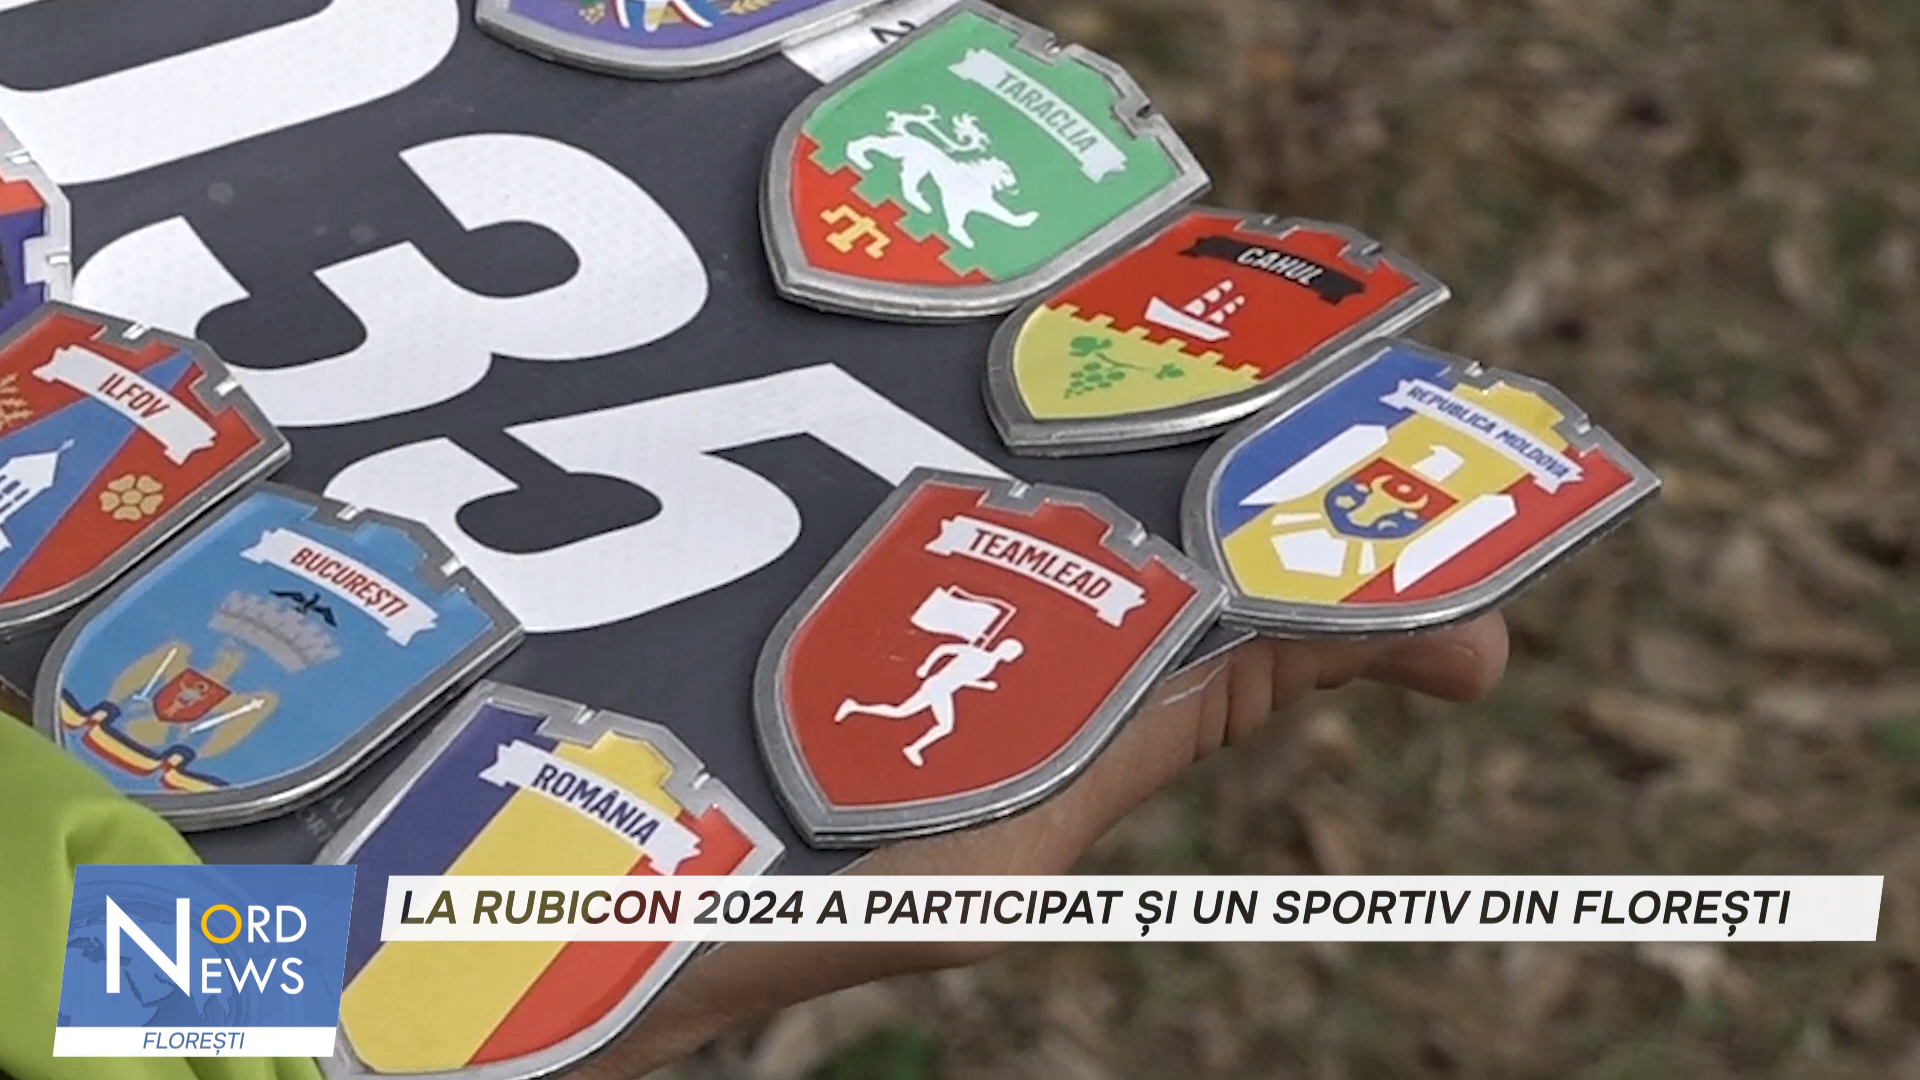 035
TARACLIA
CAHUL
REPUBLICA MOLDOVA
ILFOV
BUCUREȘTI
TEAMLEAD
ROMÂNIA
NORD
NEWS
FLOREȘTI
LA RUBICON 2024 A PARTICIPAT ȘI UN SPORTIV DIN FLOREȘTI